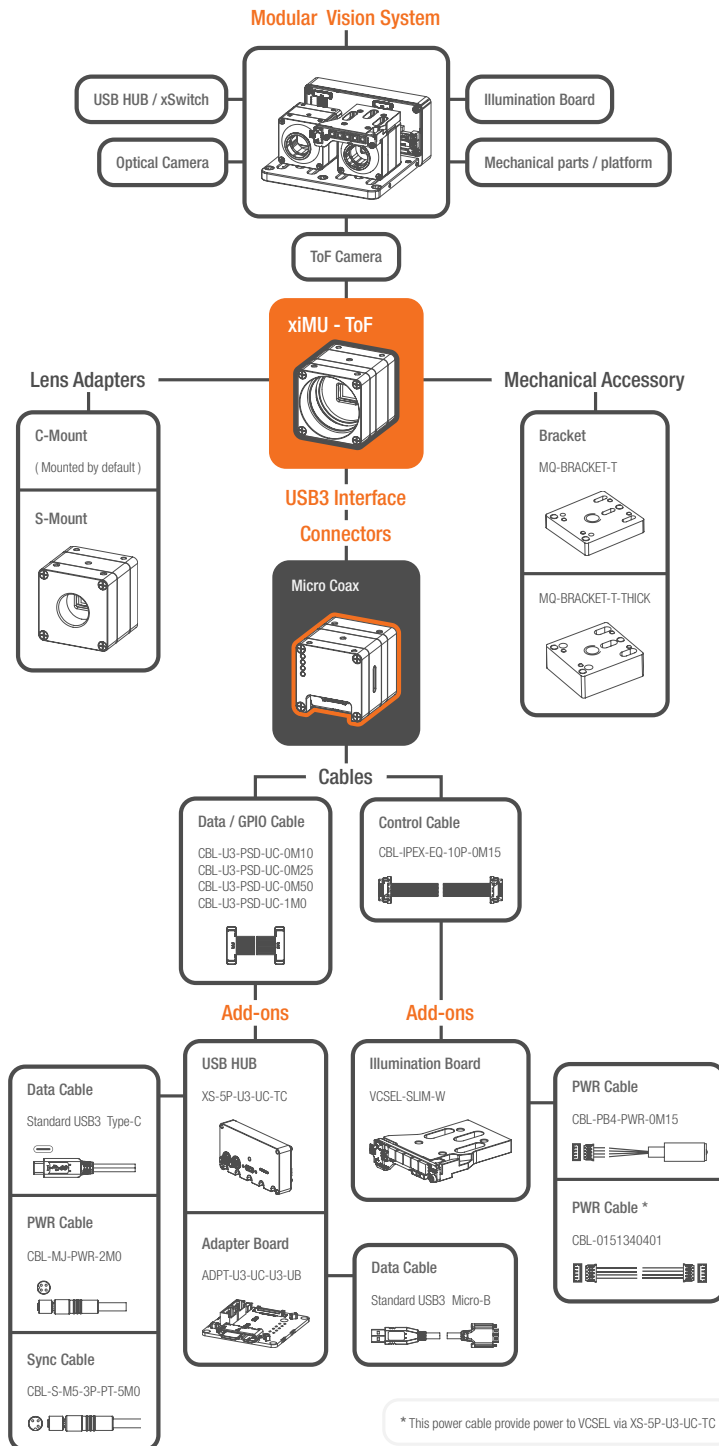 Modular Vision System
USB HUB / xSwitch
Illumination Board
Optical Camera
Mechanical parts / platform
ToF Camera
xiMU - ToF
Lens Adapters
Mechanical Accessory
C-Mount
( Mounted by default )
S-Mount
Bracket
MQ-BRACKET-T
MQ-BRACKET-T-THICK
USB3 Interface
Connectors
Micro Coax
Cables
Data / GPIO Cable
CBL-U3-PSD-UC-0M10
CBL-U3-PSD-UC-0M25
CBL-U3-PSD-UC-0M50
CBL-U3-PSD-UC-1M0
Control Cable
CBL-IPEX-EQ-10P-0M15
Add-ons
Add-ons
Data Cable
Standard USB3 Type-C
PWR Cable
CBL-MJ-PWR-2M0
Sync Cable
CBL-S-M5-3P-PT-5M0
USB HUB
XS-5P-U3-UC-TC
Adapter Board
ADPT-U3-UC-U3-UB
Data Cable
Standard USB3 Micro-B
Illumination Board
VCSEL-SLIM-W
PWR Cable
CBL-PB4-PWR-0M15
PWR Cable *
CBL-0151340401
* This power cable provide power to VCSEL via XS-5P-U3-UC-TC